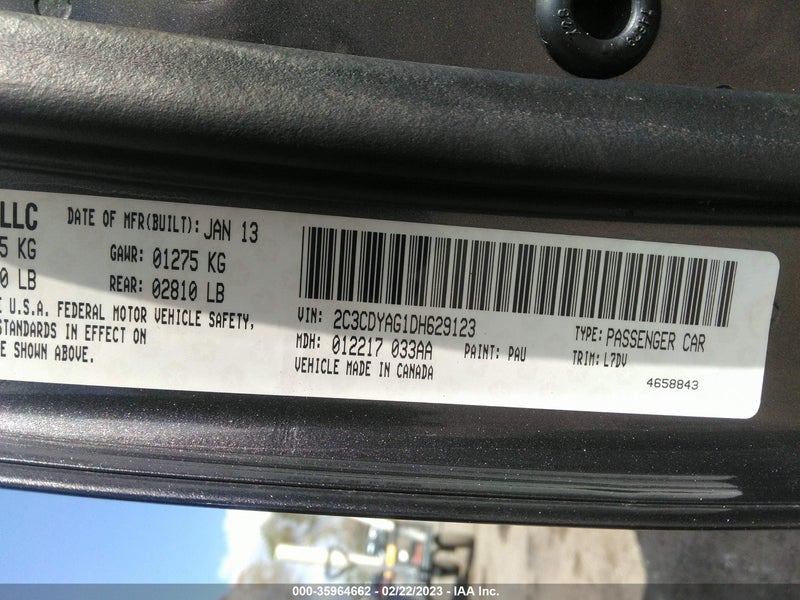 LLC DATE OF MFR(BUILT): JAN 13
5 KG GAWR: 01275 KG
0 LB REAR: 02810 LB
E U.S.A. FEDERAL MOTOR VEHICLE SAFETY,
STANDARDS IN EFFECT ON
E SHOWN ABOVE.
VIN: 2C3CDYAG1DH629123 TYPE: PASSENGER CAR
MDH: 012217 033AA PAINT: PAU TRIM: L7DV
VEHICLE MADE IN CANADA
4658843
000-35964662 - 02/22/2023 - IAA Inc.